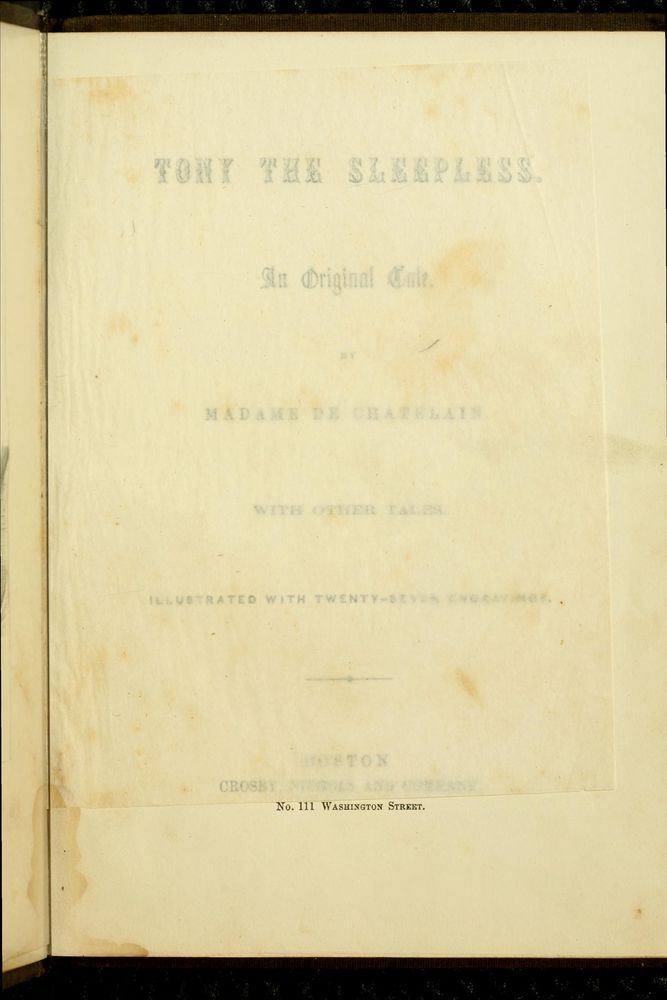 TONY THE SLEEPLESS.
An Original Tale.
BY
MADAME DE CHATELAIN.
WITH OTHER TALES.
ILLUSTRATED WITH TWENTY-SEVEN ENGRAVINGS.
BOSTON
CROSBY, NICHOLS AND COMPANY
No. 111 Washington Street.